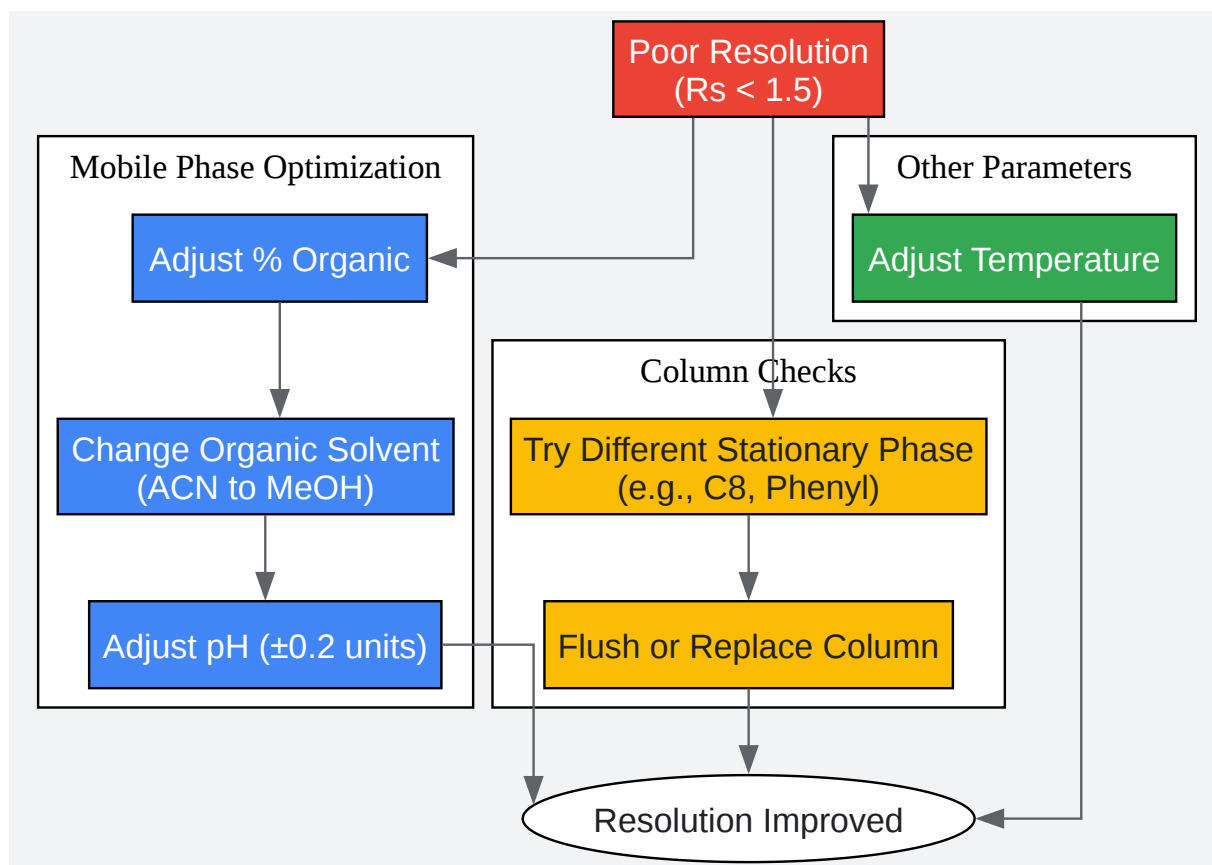 Poor Resolution
(Rs < 1.5)
Mobile Phase Optimization
Adjust % Organic
Change Organic Solvent
(ACN to MeOH)
Adjust pH (±0.2 units)
Column Checks
Try Different Stationary Phase
(e.g., C8, Phenyl)
Flush or Replace Column
Other Parameters
Adjust Temperature
Resolution Improved